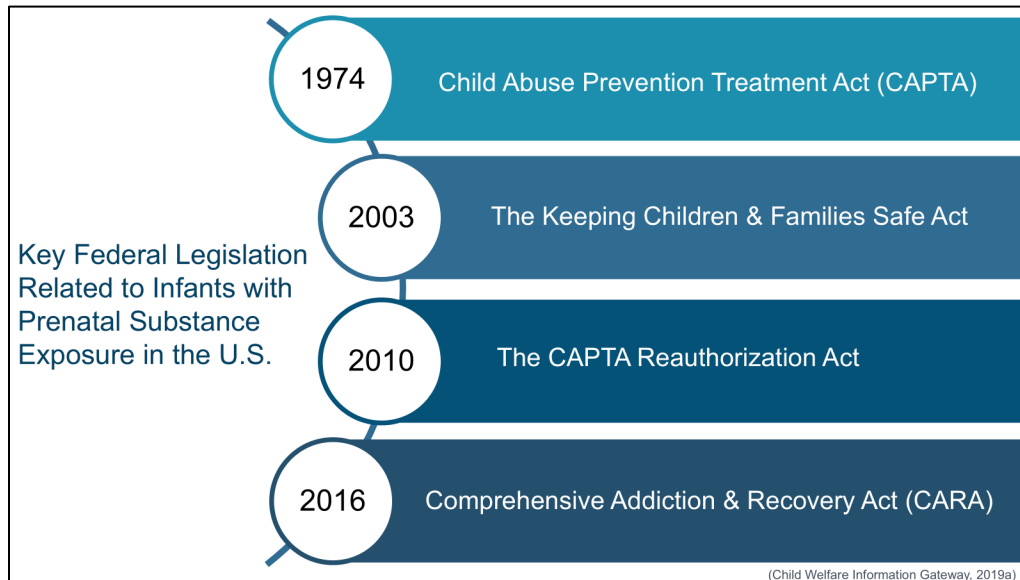 Key Federal Legislation
Related to Infants with
Prenatal Substance
Exposure in the U.S.
1974
Child Abuse Prevention Treatment Act (CAPTA)
2003
The Keeping Children & Families Safe Act
2010
The CAPTA Reauthorization Act
2016
Comprehensive Addiction & Recovery Act (CARA)
(Child Welfare Information Gateway, 2019a)